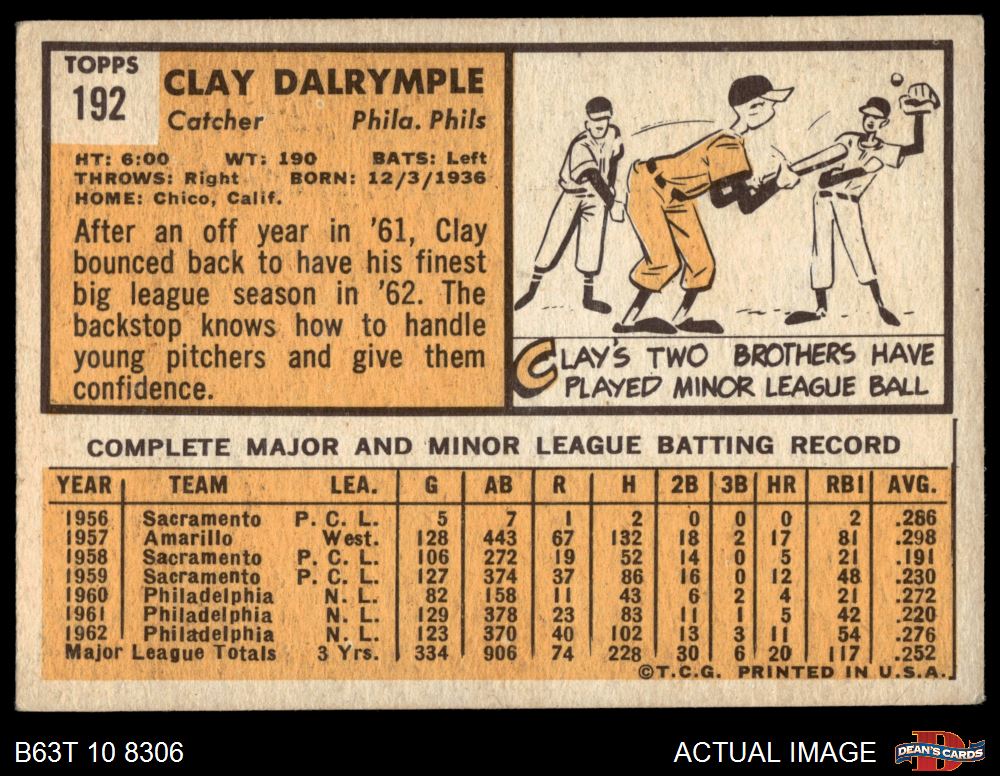 TOPPS
192
CLAY DALRYMPLE
Catcher Phila. Phils
HT: 6:00 WT: 190 BATS: Left
THROWS: Right BORN: 12/3/1936
HOME: Chico, Calif.
After an off year in '61, Clay
bounced back to have his finest
big league season in '62. The
backstop knows how to handle
young pitchers and give them
confidence.
CLAY'S TWO BROTHERS HAVE
PLAYED MINOR LEAGUE BALL
COMPLETE MAJOR AND MINOR LEAGUE BATTING RECORD
YEAR TEAM LEA. G AB R H 2B 3B HR RBI AVG.
1956 Sacramento P. C. L. 5 7 1 2 0 0 0 2 .286
1957 Amarillo West. 128 443 67 132 18 2 17 81 .298
1958 Sacramento P. C. L. 106 272 19 52 14 0 5 21 .191
1959 Sacramento P. C. L. 127 374 37 86 16 0 12 48 .230
1960 Philadelphia N. L. 82 158 11 43 6 2 4 21 .272
1961 Philadelphia N. L. 129 378 23 83 11 1 5 42 .220
1962 Philadelphia N. L. 123 370 40 102 13 3 11 54 .276
Major League Totals 3 Yrs. 334 906 74 228 30 6 20 117 .252
©T.C.G. PRINTED IN U.S.A.
B63T 10 8306
ACTUAL IMAGE
DEAN'S CARDS